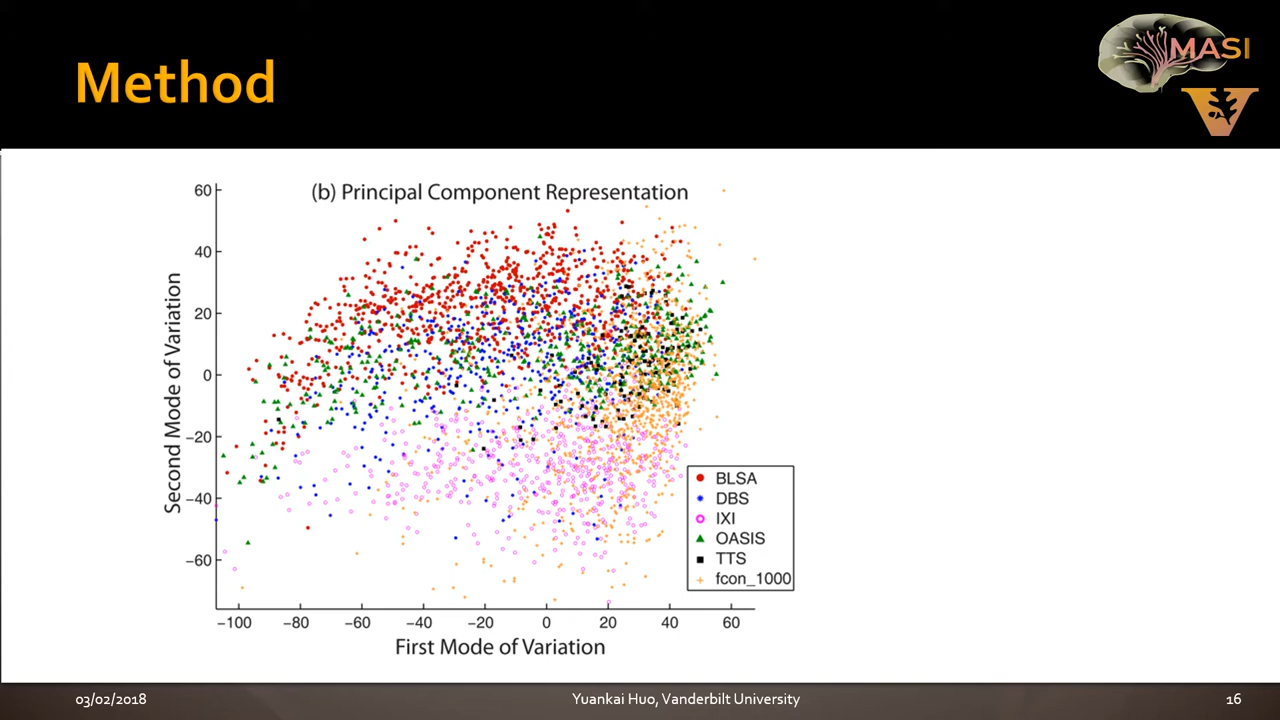 Method
MASI
V
(b) Principal Component Representation
Second Mode of Variation
60
40
20
0
−20
−40
−60
−100 −80 −60 −40 −20 0 20 40 60
First Mode of Variation
BLSA
DBS
IXI
OASIS
TTS
fcon_1000
03/02/2018 Yuankai Huo, Vanderbilt University 16